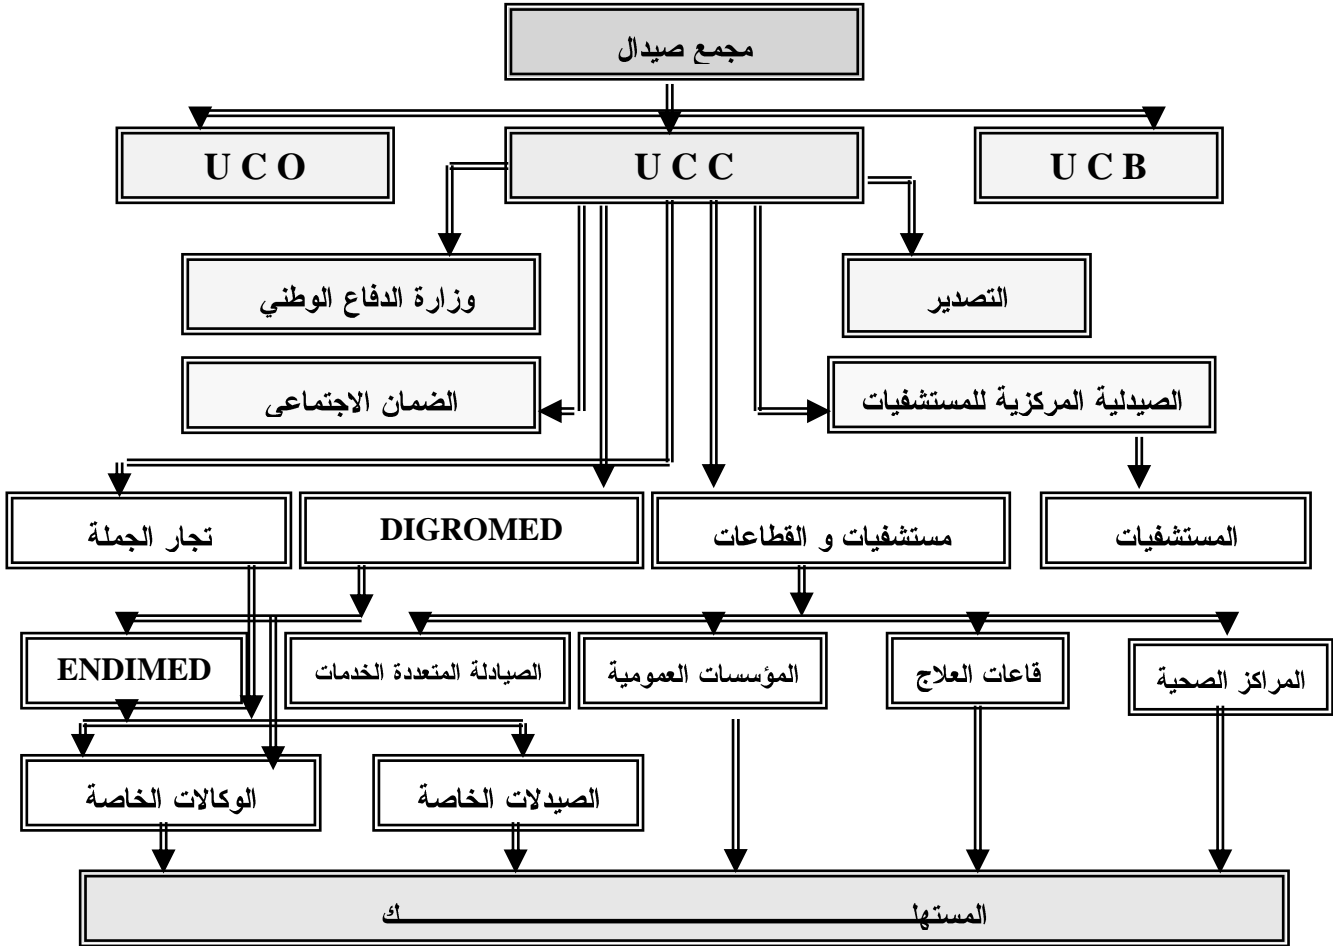 مجمع صيدال
U C O
U C C
U C B
وزارة الدفاع الوطني
التصدير
الضمان الاجتماعى
الصيدلية المركزية للمستشفيات
تجار الجملة
DIGROMED
مستشفيات و القطاعات
المستشفيات
ENDIMED
الصيادلة المتعددة الخدمات
المؤسسات العمومية
قاعات العلاج
المراكز الصحية
الوكالات الخاصة
الصيدلات الخاصة
المستهلـــــــــــــــــــــــــــــــــــــــك